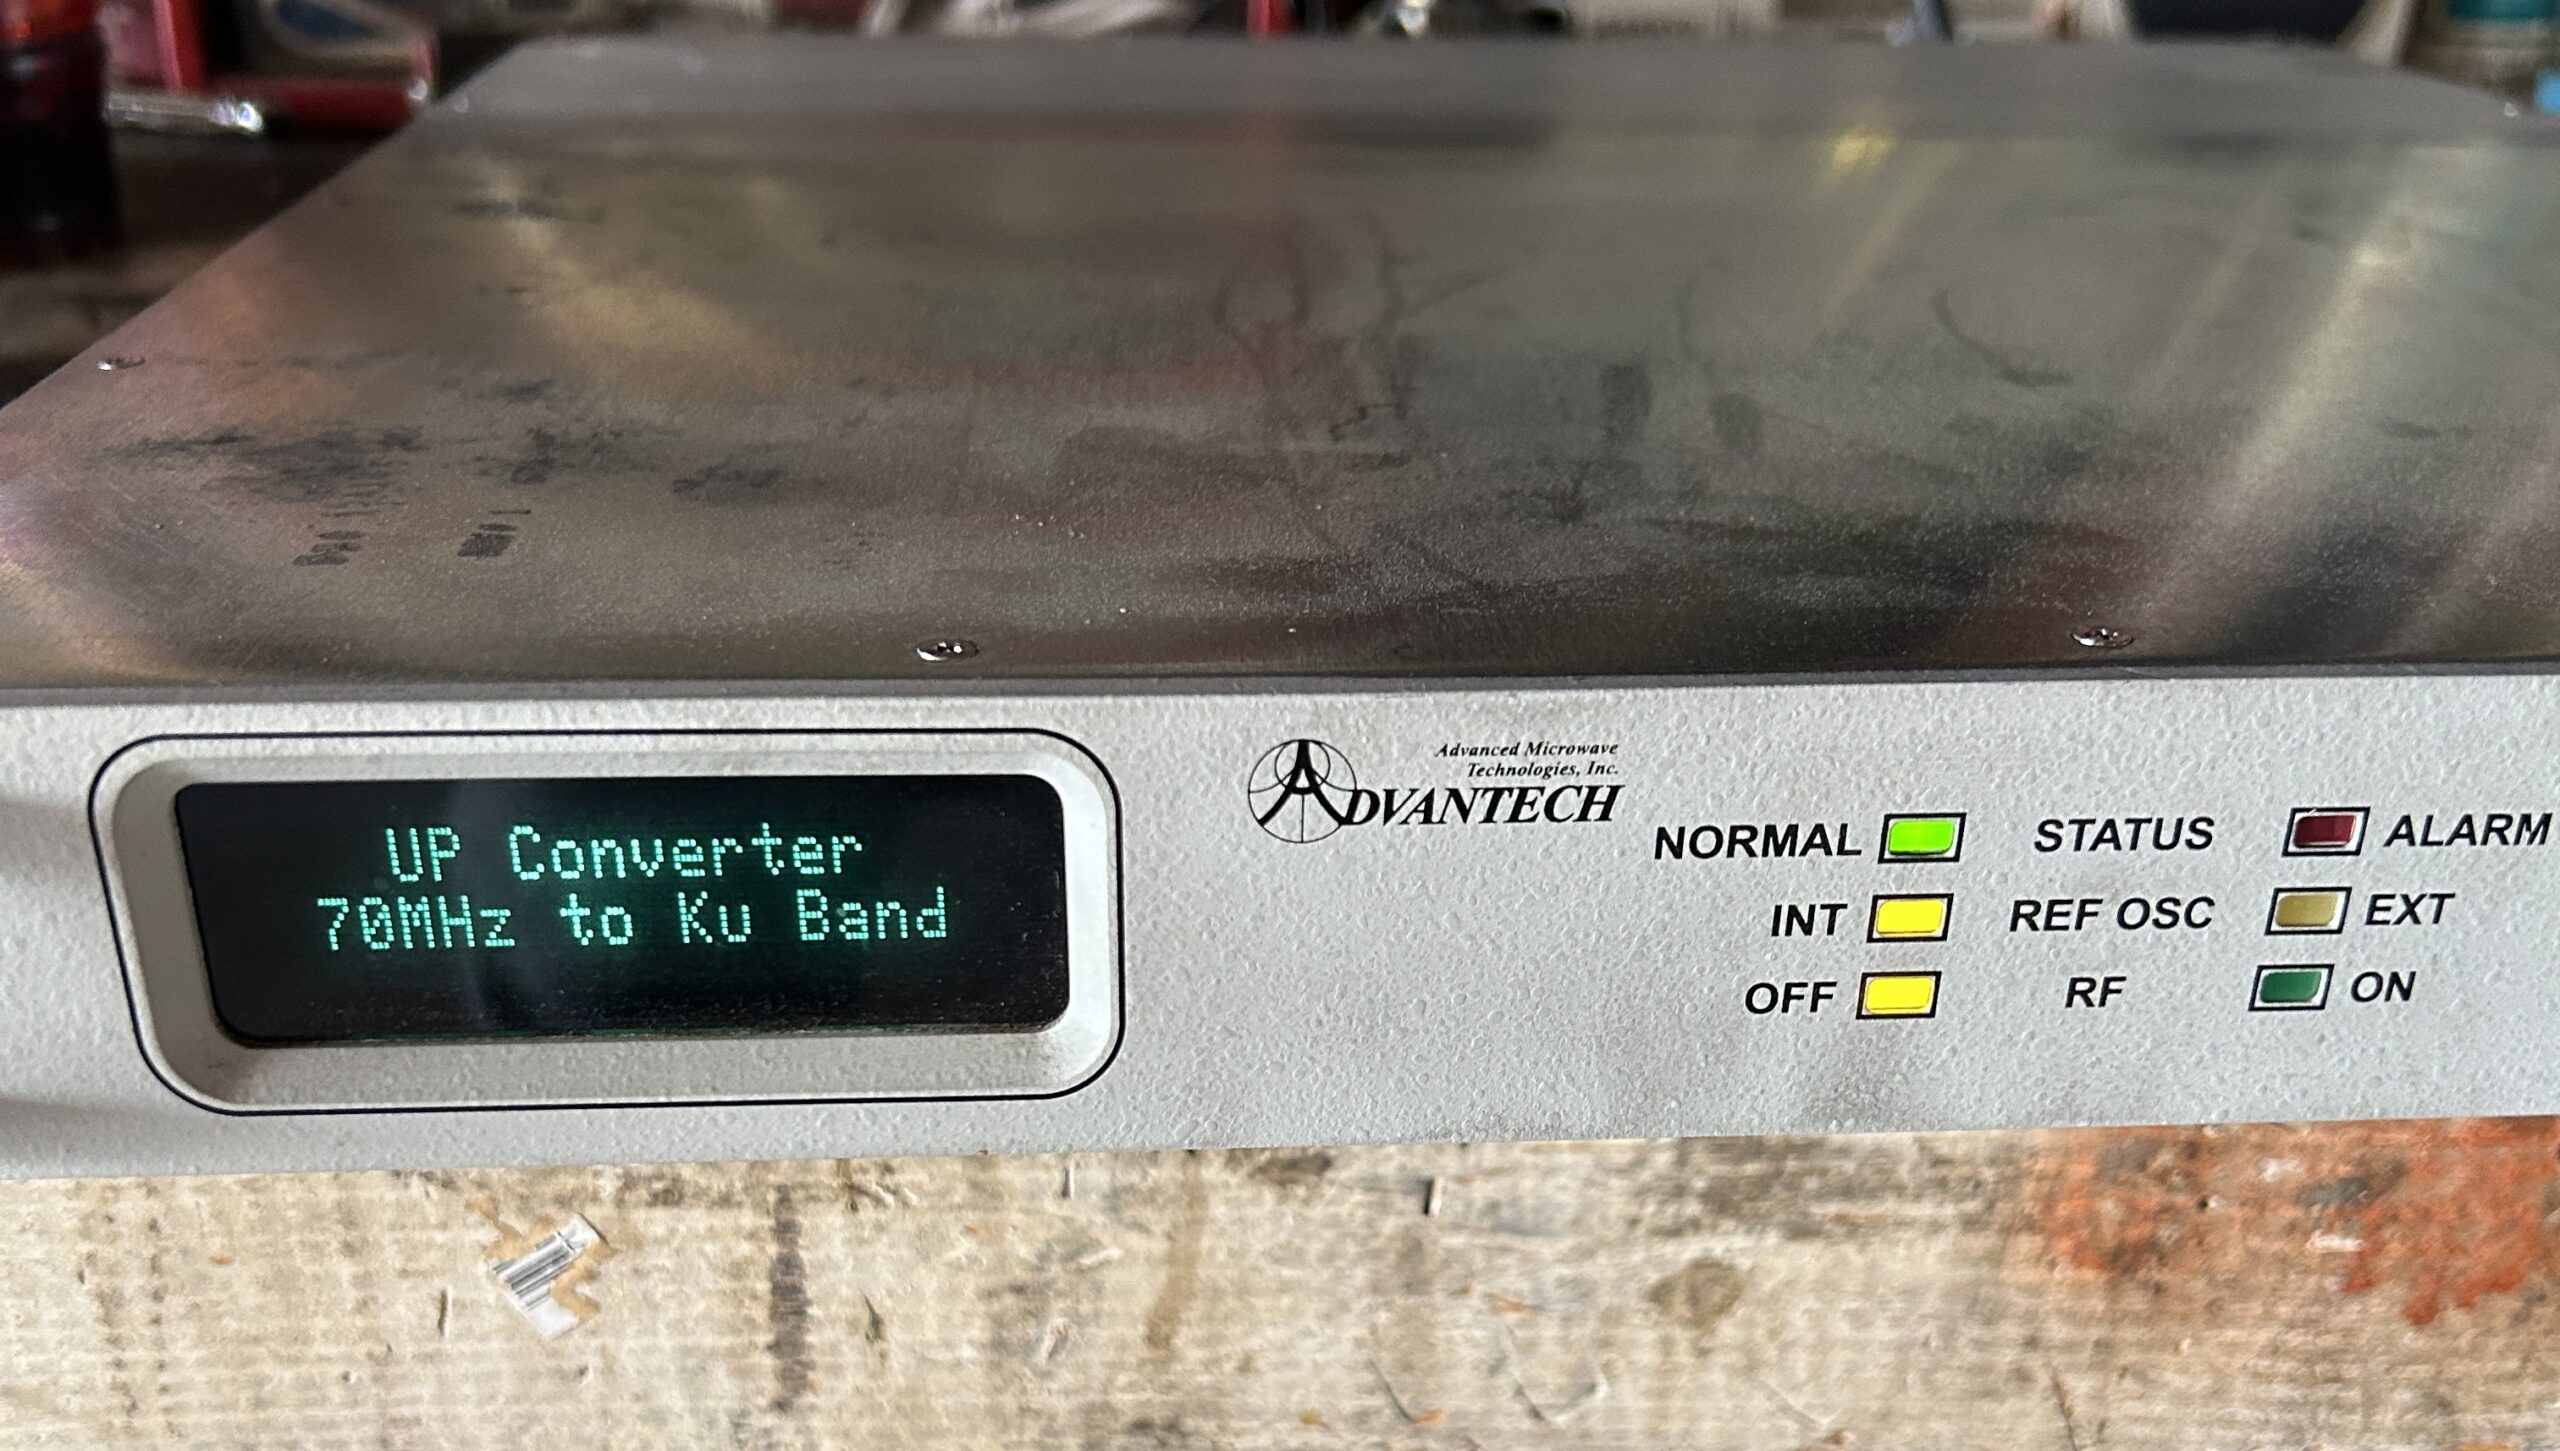 UP Converter
70MHz to Ku Band
Advanced Microwave
Technologies, Inc.
ADVANTECH
NORMAL STATUS ALARM
INT REF OSC EXT
OFF RF ON